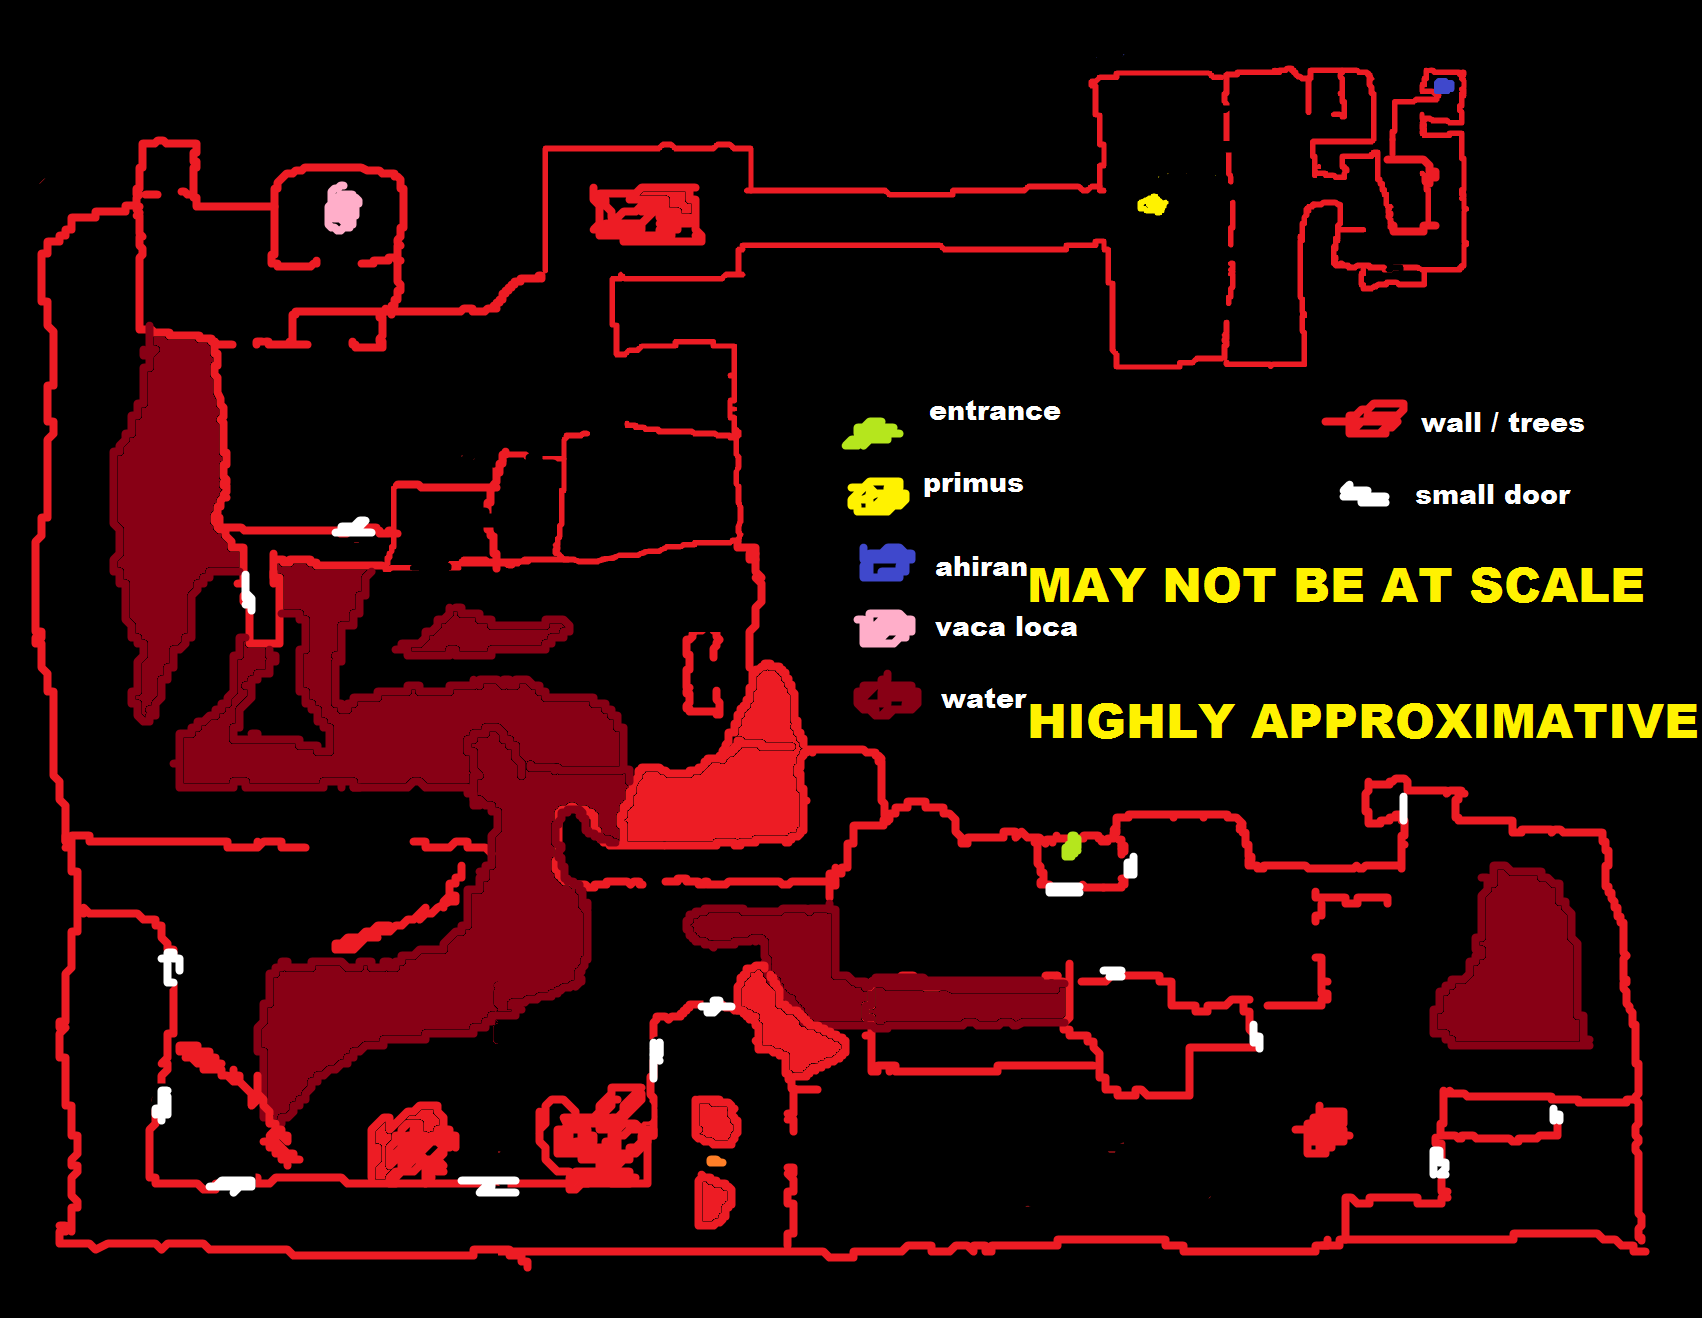 entrance
wall / trees
primus
small door
ahiran
MAY NOT BE AT SCALE
vaca loca
water
HIGHLY APPROXIMATIVE